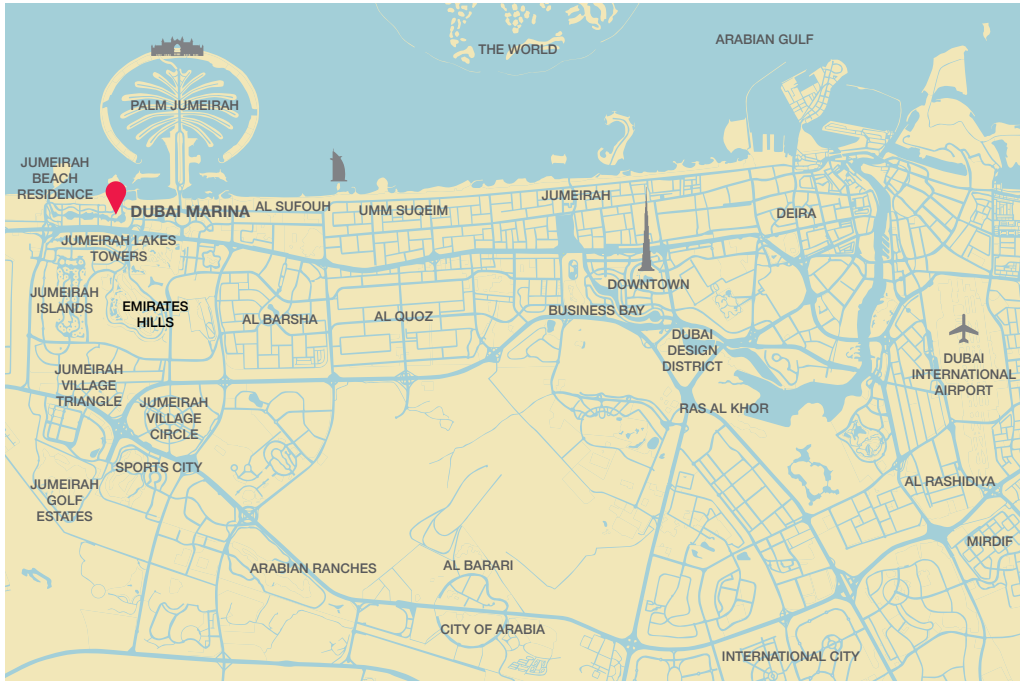 THE WORLD
ARABIAN GULF
PALM JUMEIRAH
JUMEIRAH
BEACH
RESIDENCE
DUBAI MARINA
AL SUFOUH
UMM SUQEIM
JUMEIRAH
DEIRA
JUMEIRAH LAKES
TOWERS
JUMEIRAH
ISLANDS
EMIRATES
HILLS
AL BARSHA
AL QUOZ
DOWNTOWN
BUSINESS BAY
DUBAI
DESIGN
DISTRICT
DUBAI
INTERNATIONAL
AIRPORT
JUMEIRAH
VILLAGE
TRIANGLE
JUMEIRAH
VILLAGE
CIRCLE
RAS AL KHOR
SPORTS CITY
JUMEIRAH
GOLF
ESTATES
AL RASHIDIYA
MIRDIF
ARABIAN RANCHES
AL BARARI
CITY OF ARABIA
INTERNATIONAL CITY